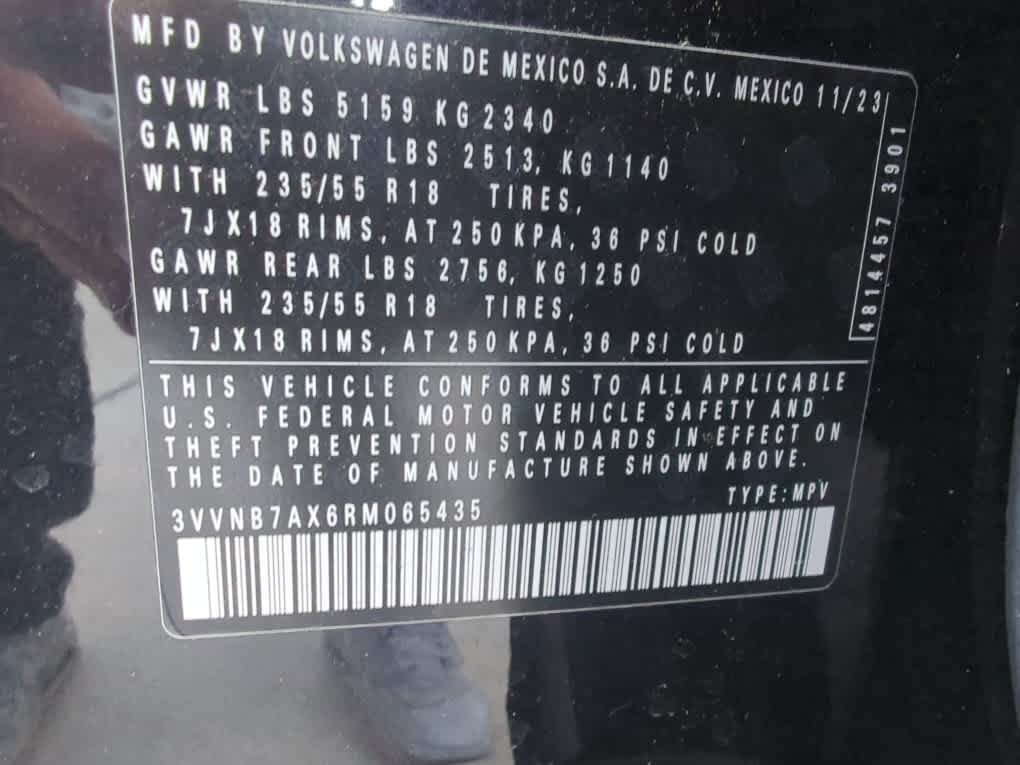 MFD BY VOLKSWAGEN DE MEXICO S.A. DE C.V. MEXICO 11/23
GVWR LBS 5159 KG 2340
GAWR FRONT LBS 2513, KG 1140
WITH 235/55 R18 TIRES,
7JX18 RIMS, AT 250 KPA, 36 PSI COLD
GAWR REAR LBS 2756, KG 1250
WITH 235/55 R18 TIRES,
7JX18 RIMS, AT 250 KPA, 36 PSI COLD
4814457 3901
THIS VEHICLE CONFORMS TO ALL APPLICABLE
U.S. FEDERAL MOTOR VEHICLE SAFETY AND
THEFT PREVENTION STANDARDS IN EFFECT ON
THE DATE OF MANUFACTURE SHOWN ABOVE.
TYPE: MPV
3VVNB7AX6RM065435